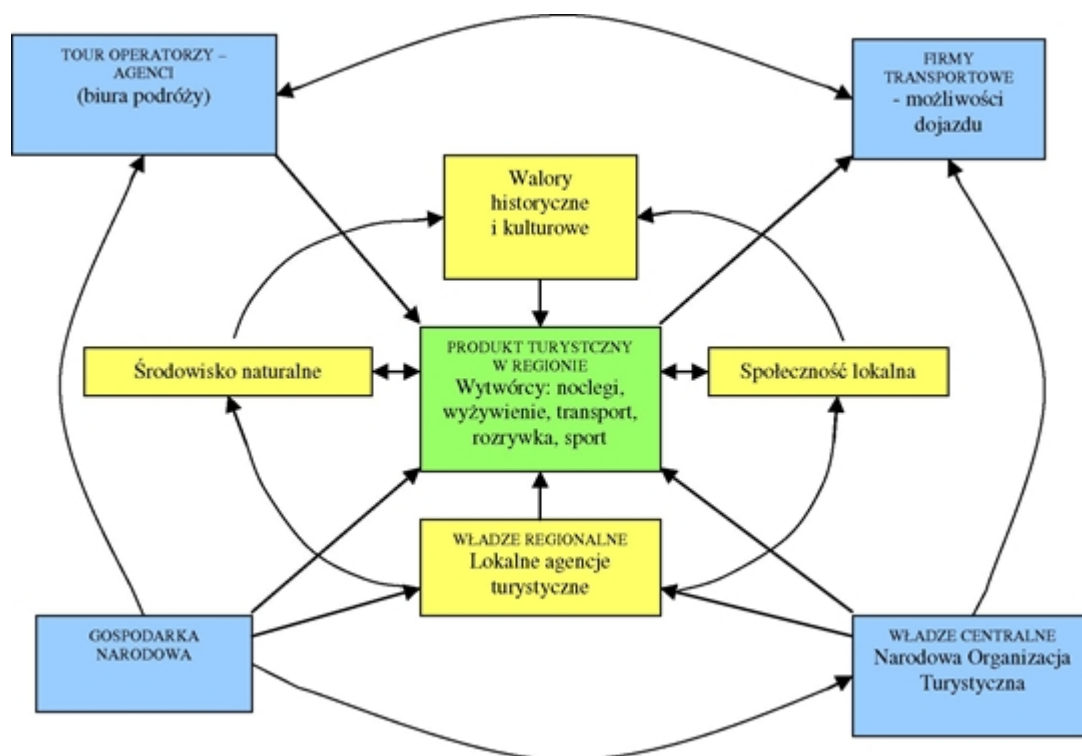 TOUR OPERATORZY –
AGENCI
(biura podróży)
FIRMY
TRANSPORTOWE
- możliwości
dojazdu
Walory
historyczne
i kulturowe
Środowisko naturalne
PRODUKT TURYSTCZNY
W REGIONIE
Wytwórcy: noclegi,
wyżywienie, transport,
rozrywka, sport
Społeczność lokalna
WŁADZE REGIONALNE
Lokalne agencje
turystyczne
GOSPODARKA
NARODOWA
WŁADZE CENTRALNE
Narodowa Organizacja
Turystyczna